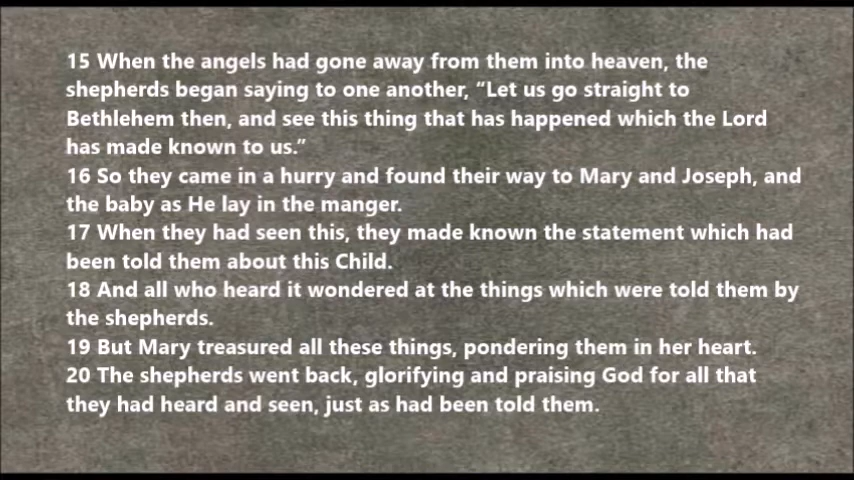 15 When the angels had gone away from them into heaven, the
shepherds began saying to one another, “Let us go straight to
Bethlehem then, and see this thing that has happened which the Lord
has made known to us.”
16 So they came in a hurry and found their way to Mary and Joseph, and
the baby as He lay in the manger.
17 When they had seen this, they made known the statement which had
been told them about this Child.
18 And all who heard it wondered at the things which were told them by
the shepherds.
19 But Mary treasured all these things, pondering them in her heart.
20 The shepherds went back, glorifying and praising God for all that
they had heard and seen, just as had been told them.